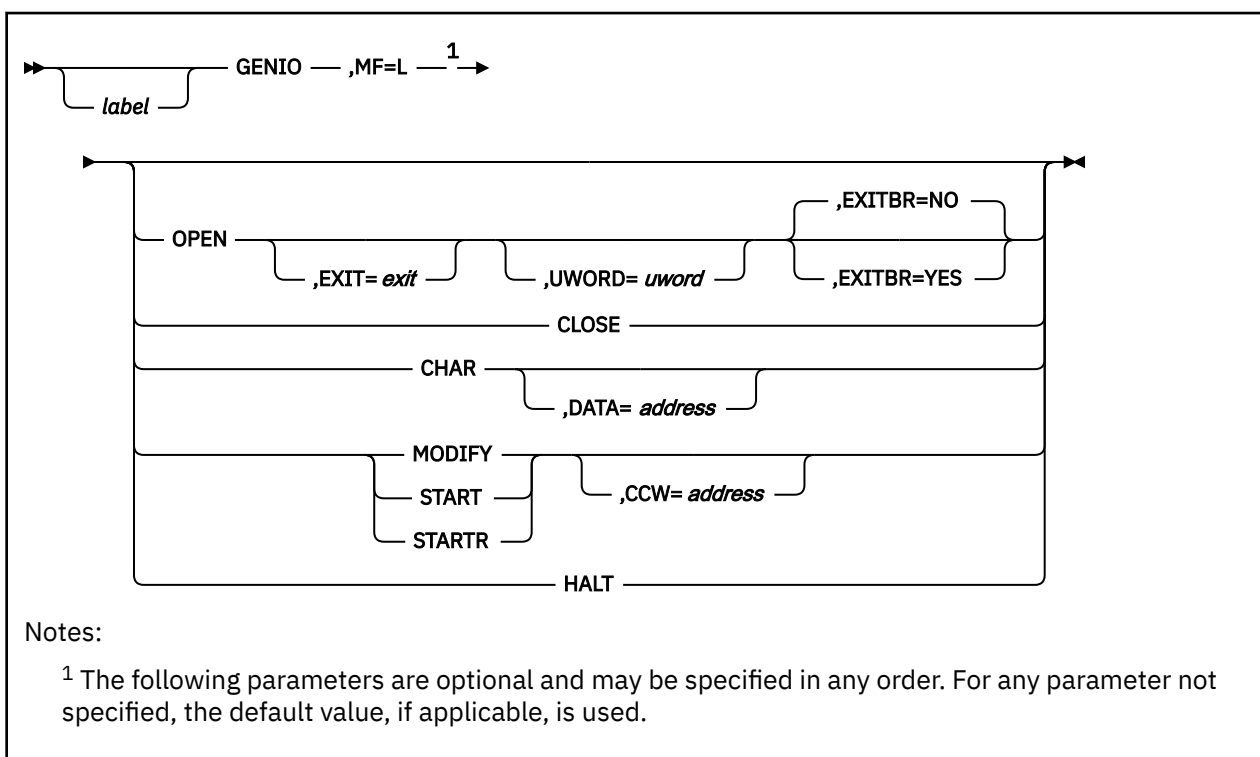 GENIO ,MF=L 1
label
,EXITBR=NO
OPEN
,EXIT= exit ,UWORD= uword ,EXITBR=YES
CLOSE
CHAR
,DATA= address
MODIFY
START ,CCW= address
STARTR
HALT
Notes:
1 The following parameters are optional and may be specified in any order. For any parameter not
specified, the default value, if applicable, is used.